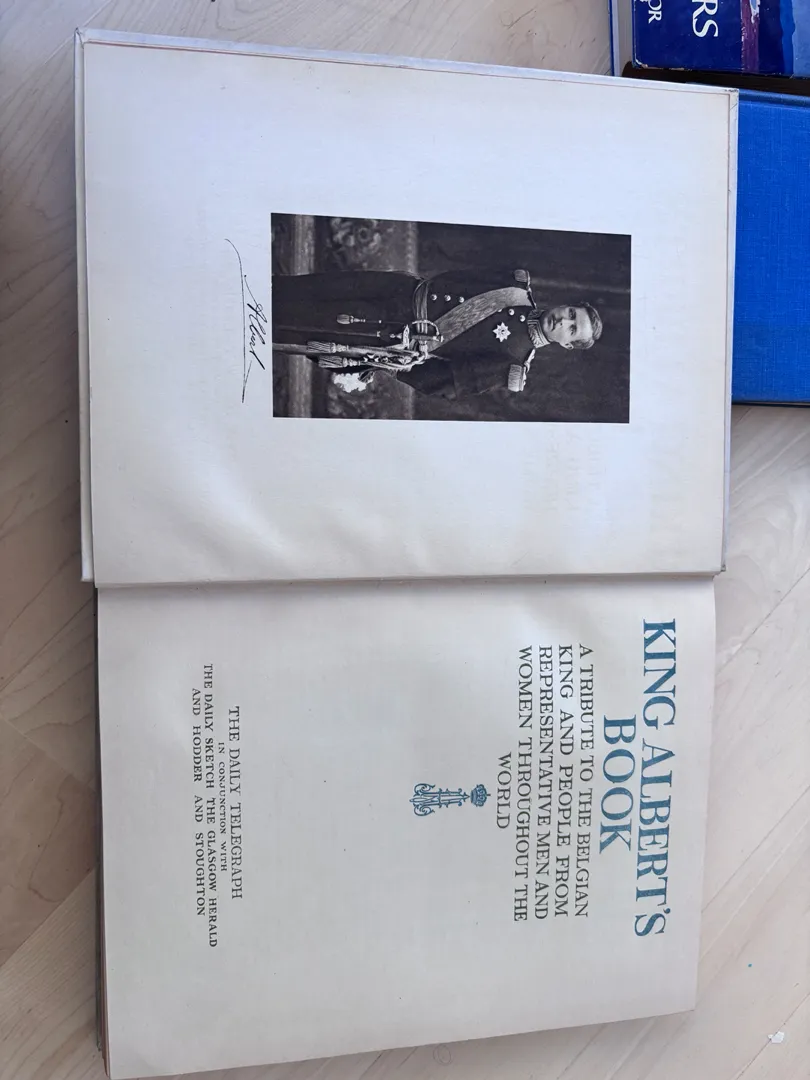 Albert
KING ALBERT'S
BOOK
A TRIBUTE TO THE BELGIAN
KING AND PEOPLE FROM
REPRESENTATIVE MEN AND
WOMEN THROUGHOUT THE
WORLD
THE DAILY TELEGRAPH
IN CONJUNCTION WITH
THE DAILY SKETCH THE GLASGOW HERALD
AND HODDER AND STOUGHTON